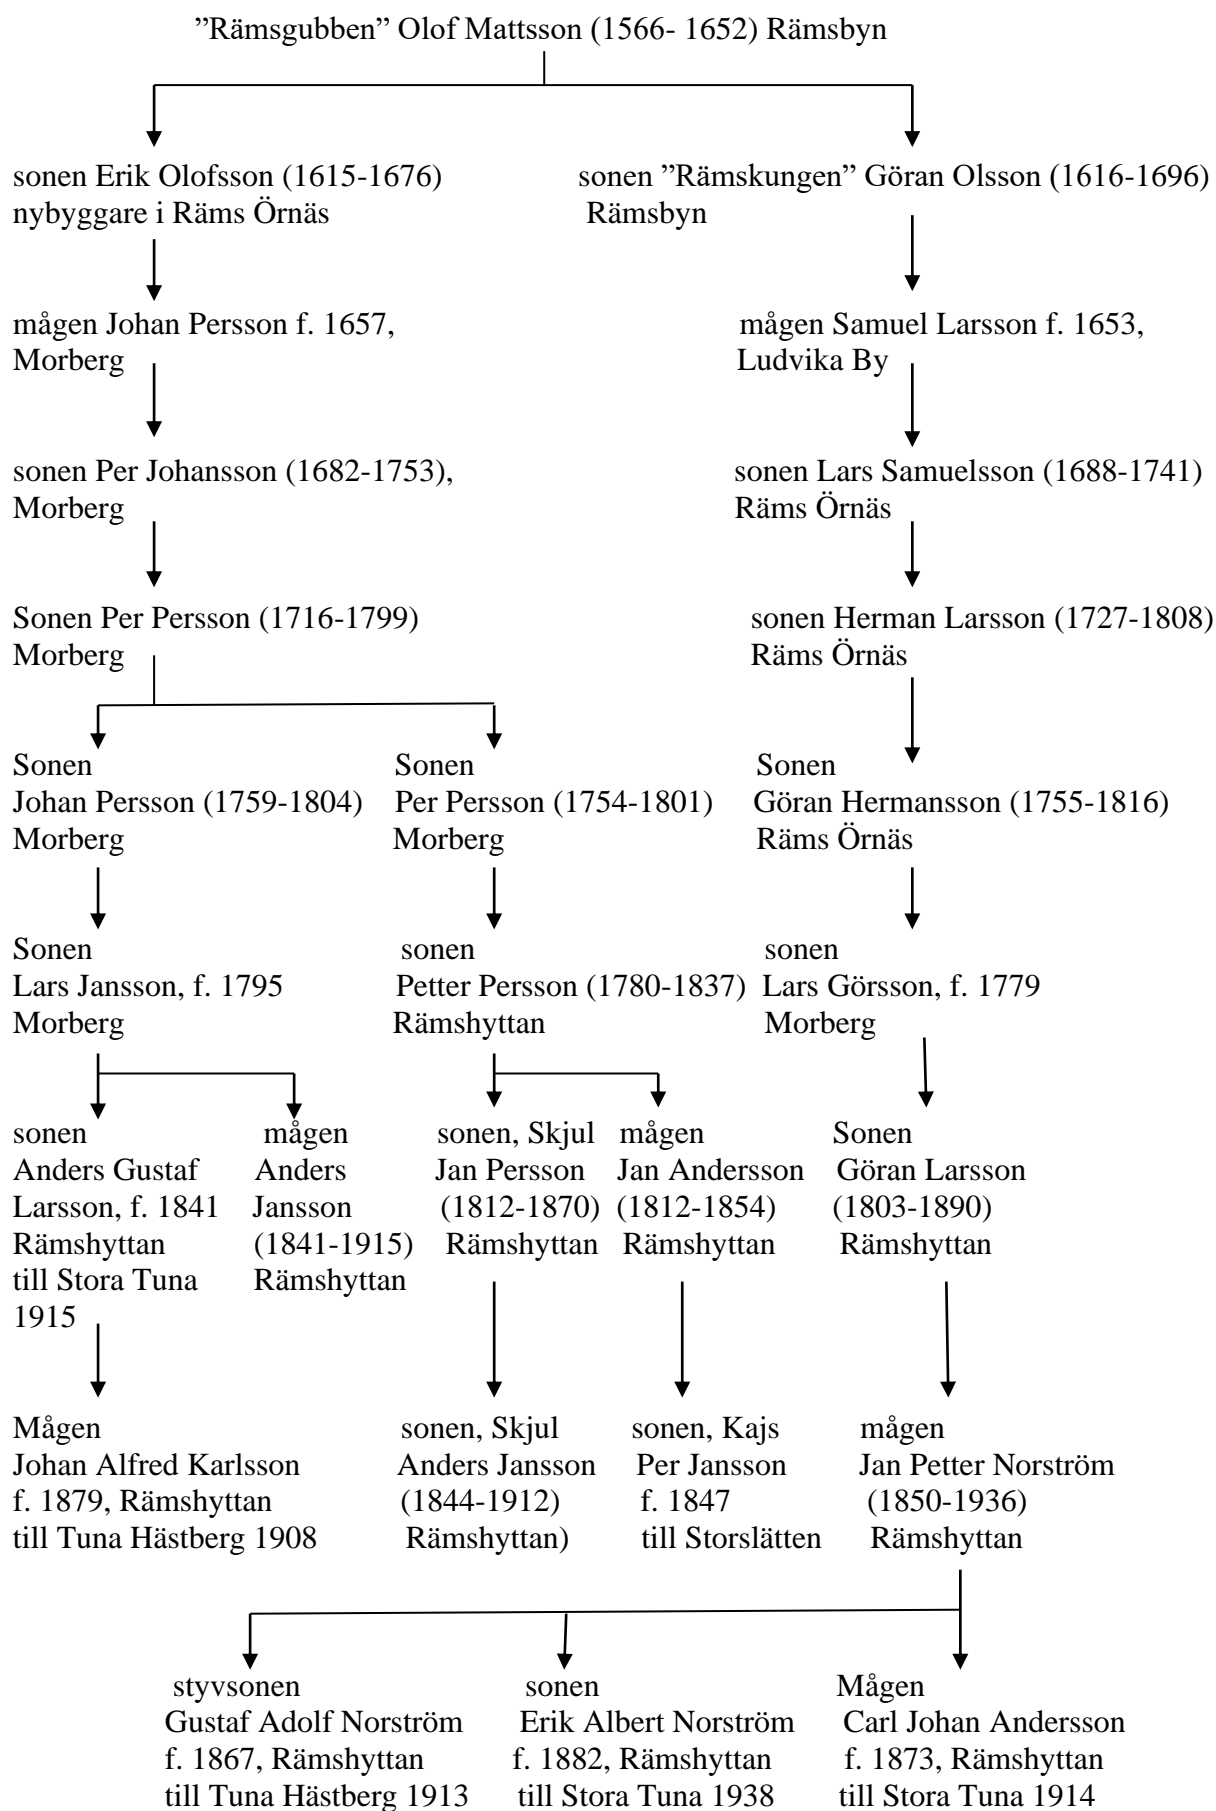 ”Rämsgubben” Olof Mattsson (1566- 1652) Rämsbyn
sonen Erik Olofsson (1615-1676)
nybyggare i Räms Örnäs
sonen ”Rämskungen” Göran Olsson (1616-1696)
Rämsbyn
mågen Johan Persson f. 1657,
Morberg
mågen Samuel Larsson f. 1653,
Ludvika By
sonen Per Johansson (1682-1753),
Morberg
sonen Lars Samuelsson (1688-1741)
Räms Örnäs
Sonen Per Persson (1716-1799)
Morberg
sonen Herman Larsson (1727-1808)
Räms Örnäs
Sonen
Johan Persson (1759-1804)
Morberg
Sonen
Per Persson (1754-1801)
Morberg
Sonen
Göran Hermansson (1755-1816)
Räms Örnäs
Sonen
Lars Jansson, f. 1795
Morberg
sonen
Petter Persson (1780-1837)
Rämshyttan
sonen
Lars Görsson, f. 1779
Morberg
sonen
Anders Gustaf
Larsson, f. 1841
Rämshyttan
till Stora Tuna
1915
mågen
Anders
Jansson
(1841-1915)
Rämshyttan
sonen, Skjul
Jan Persson
(1812-1870)
Rämshyttan
mågen
Jan Andersson
(1812-1854)
Rämshyttan
Sonen
Göran Larsson
(1803-1890)
Rämshyttan
Mågen
Johan Alfred Karlsson
f. 1879, Rämshyttan
till Tuna Hästberg 1908
sonen, Skjul
Anders Jansson
(1844-1912)
Rämshyttan)
sonen, Kajs
Per Jansson
f. 1847
till Storslätten
mågen
Jan Petter Norström
(1850-1936)
Rämshyttan
styvsonen
Gustaf Adolf Norström
f. 1867, Rämshyttan
till Tuna Hästberg 1913
sonen
Erik Albert Norström
f. 1882, Rämshyttan
till Stora Tuna 1938
Mågen
Carl Johan Andersson
f. 1873, Rämshyttan
till Stora Tuna 1914